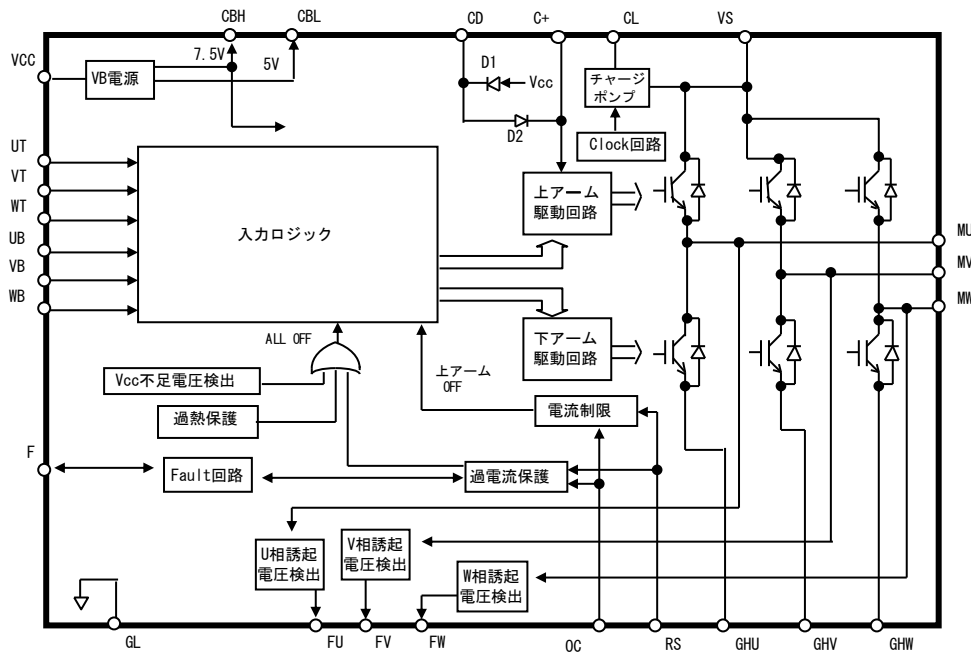 CBH
CBL
CD
C+
CL
VS
VCC
7.5V
5V
VB電源
D1
Vcc
D2
チャージ
ポンプ
Clock回路
UT
VT
WT
UB
VB
WB
入力ロジック
上アーム
駆動回路
MU
MV
MW
下アーム
駆動回路
ALL OFF
上アーム
OFF
Vcc不足電圧検出
過熱保護
電流制限
F
Fault回路
過電流保護
U相誘起
電圧検出
V相誘起
電圧検出
W相誘起
電圧検出
GL
FU
FV
FW
OC
RS
GHU
GHV
GHW